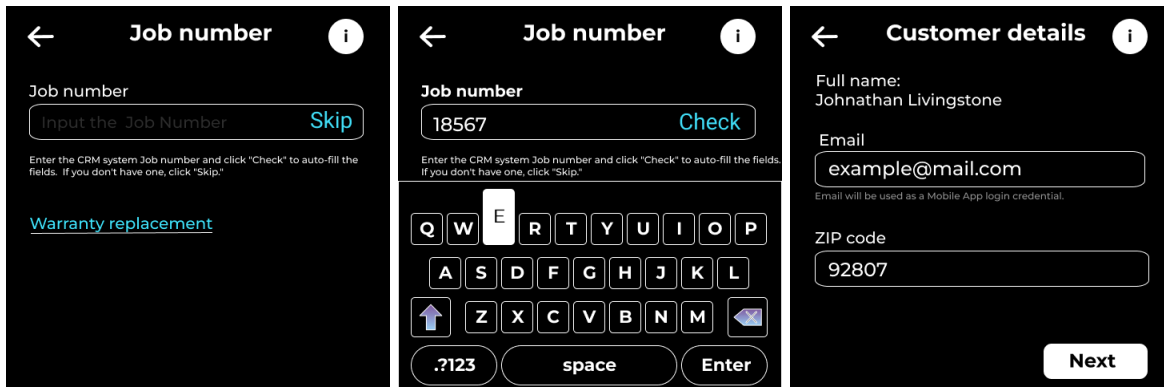 Job number
i
Job number
Input the Job Number
Skip
Enter the CRM system Job number and click "Check" to auto-fill the
fields. If you don't have one, click "Skip."
Warranty replacement
Job number
i
Job number
18567
Check
Enter the CRM system Job number and click "Check" to auto-fill the fields.
If you don't have one, click "Skip."
Q W E R T Y U I O P
A S D F G H J K L
Z X C V B N M X
.?123 space Enter
Customer details
i
Full name:
Johnathan Livingstone
Email
example@mail.com
Email will be used as a Mobile App login credential.
ZIP code
92807
Next